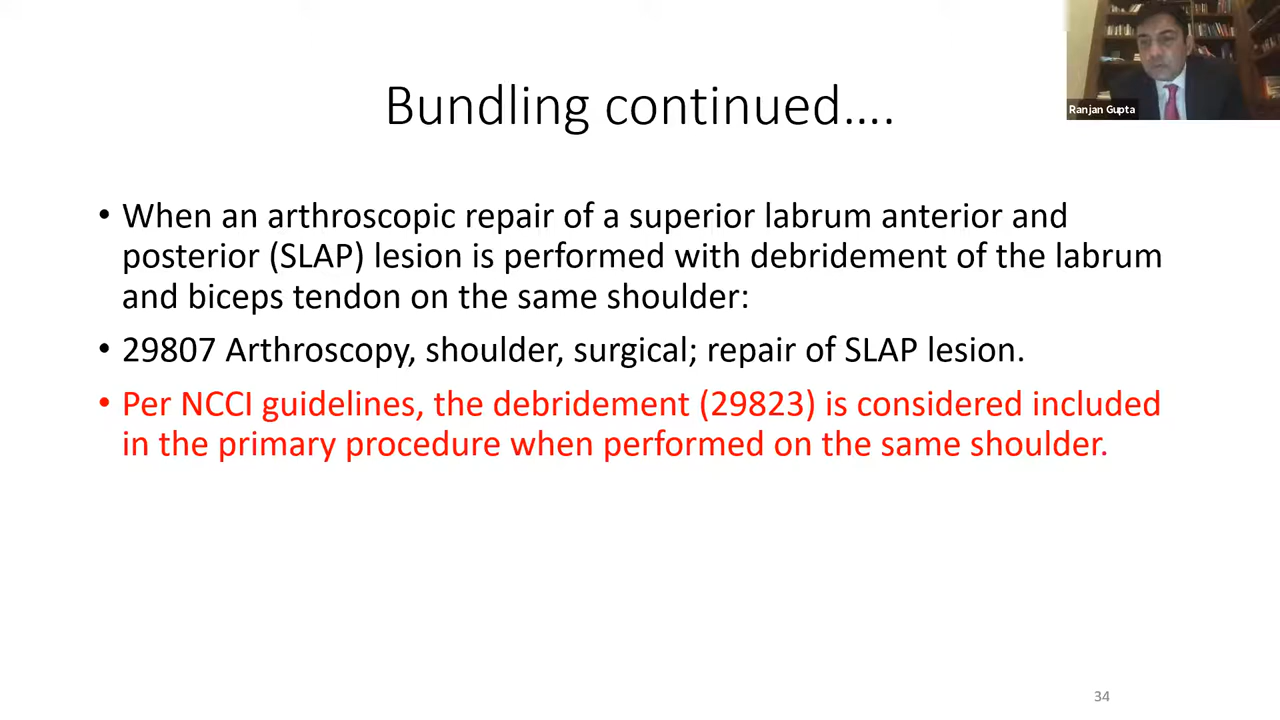 Bundling continued….
Ranjan Gupta
• When an arthroscopic repair of a superior labrum anterior and
posterior (SLAP) lesion is performed with debridement of the labrum
and biceps tendon on the same shoulder:
• 29807 Arthroscopy, shoulder, surgical; repair of SLAP lesion.
• Per NCCI guidelines, the debridement (29823) is considered included
in the primary procedure when performed on the same shoulder.
34